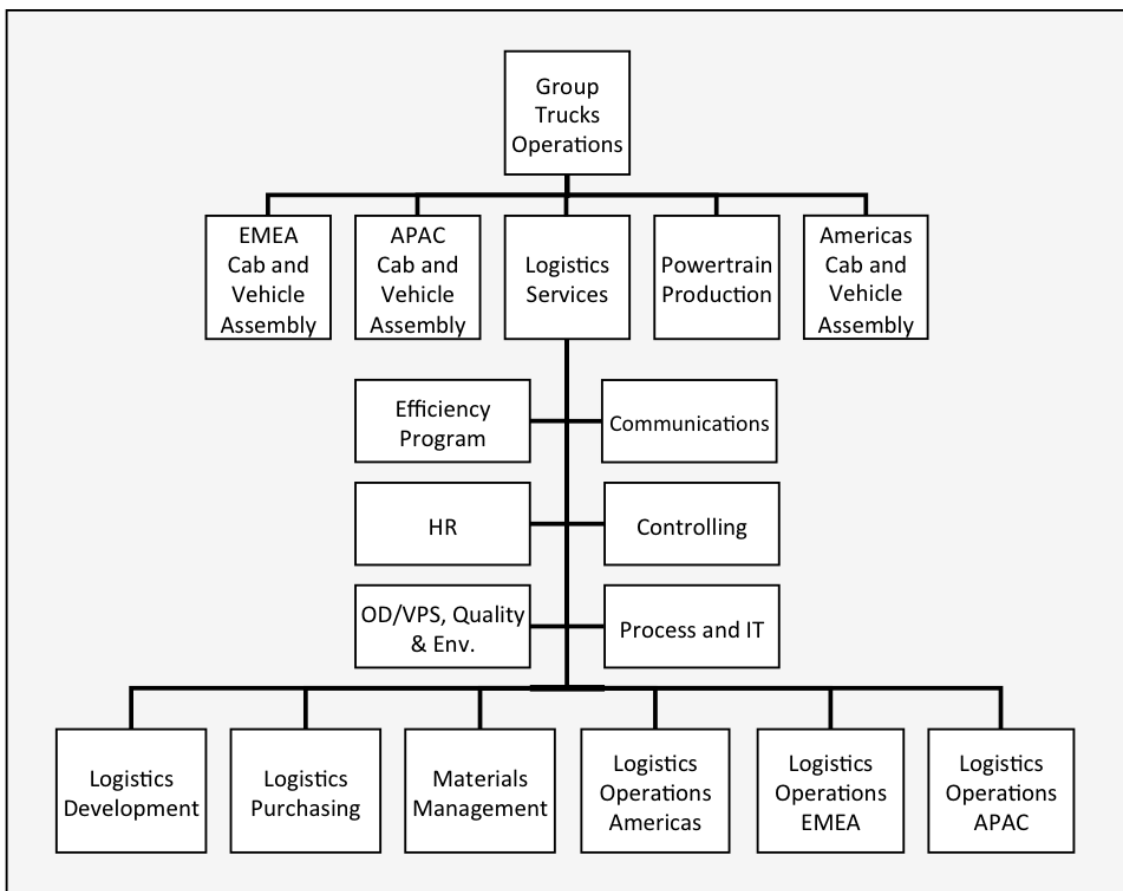 Group
Trucks
Operations
EMEA
Cab and
Vehicle
Assembly
APAC
Cab and
Vehicle
Assembly
Logistics
Services
Powertrain
Production
Americas
Cab and
Vehicle
Assembly
Efficiency
Program
Communications
HR
Controlling
OD/VPS, Quality
& Env.
Process and IT
Logistics
Development
Logistics
Purchasing
Materials
Management
Logistics
Operations
Americas
Logistics
Operations
EMEA
Logistics
Operations
APAC